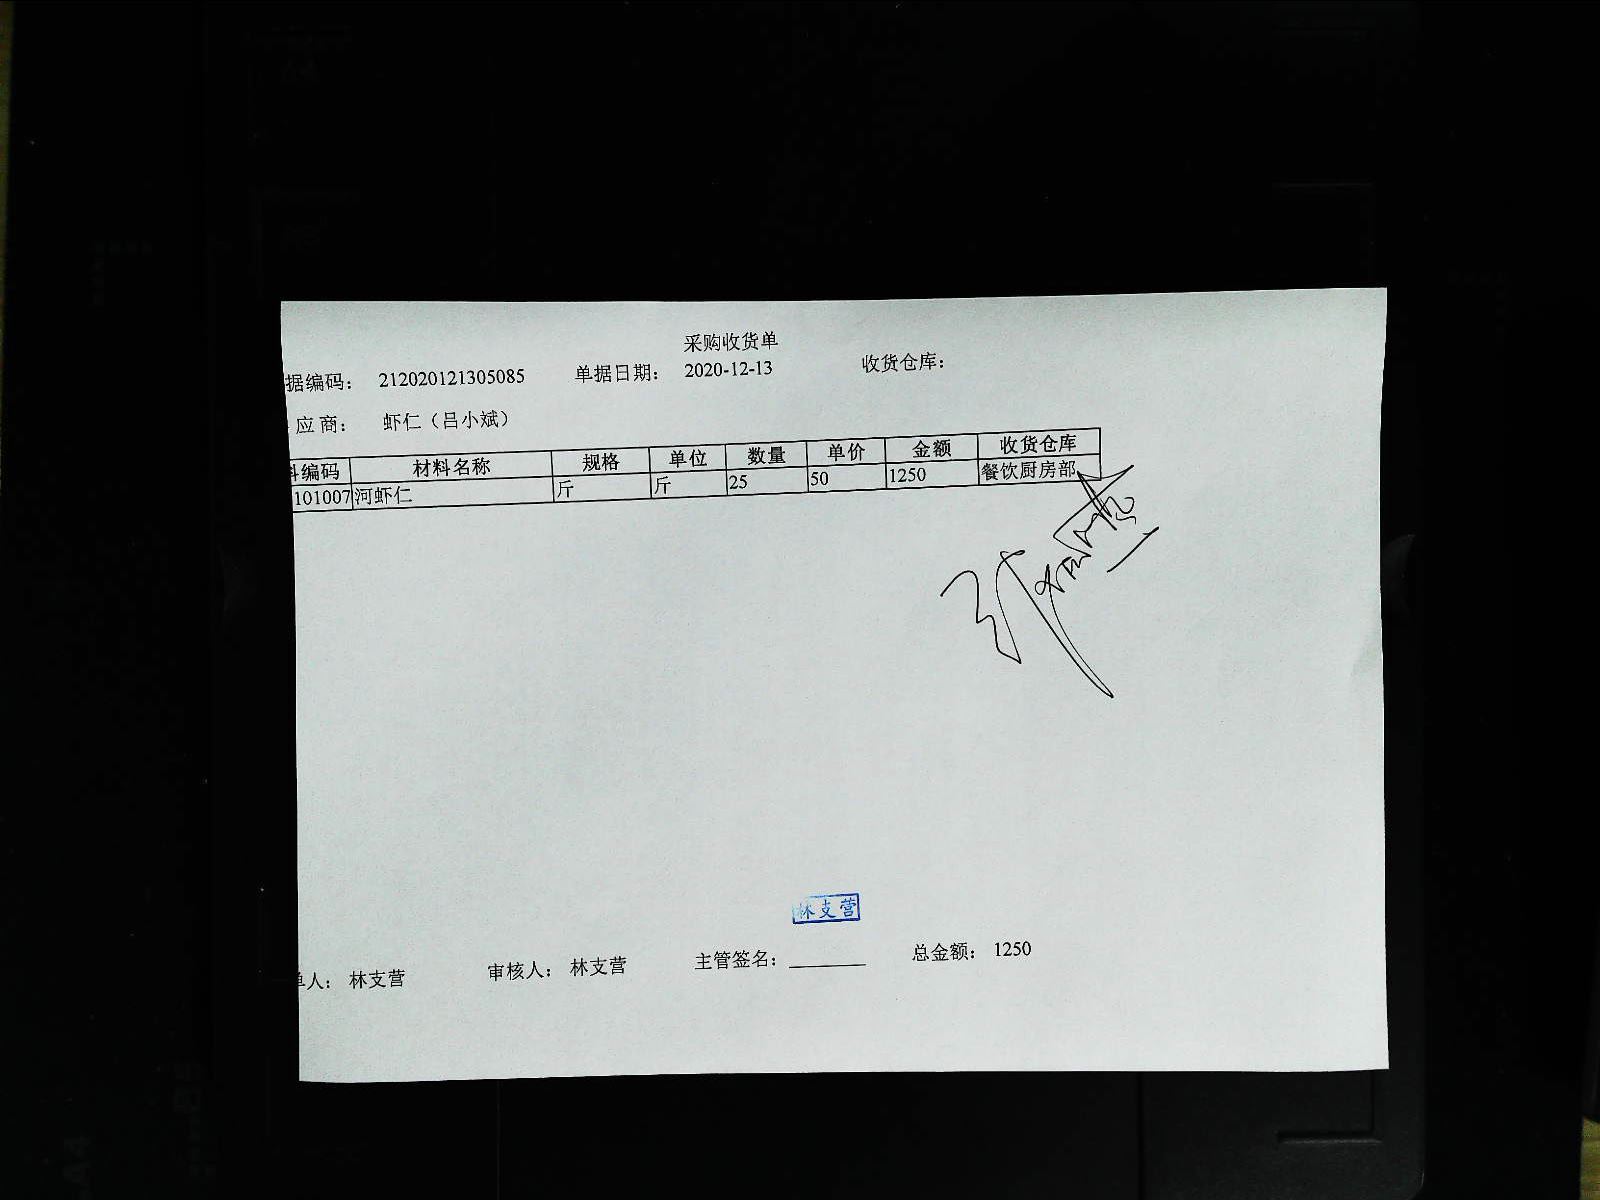 采购收货单
据编码： 212020121305085 单据日期： 2020-12-13 收货仓库：
应商： 虾仁（吕小斌）
料编码 材料名称 规格 单位 数量 单价 金额 收货仓库
101007 河虾仁 斤 斤 25 50 1250 餐饮厨房部
林支营
单人： 林支营 审核人： 林支营 主管签名： 总金额： 1250